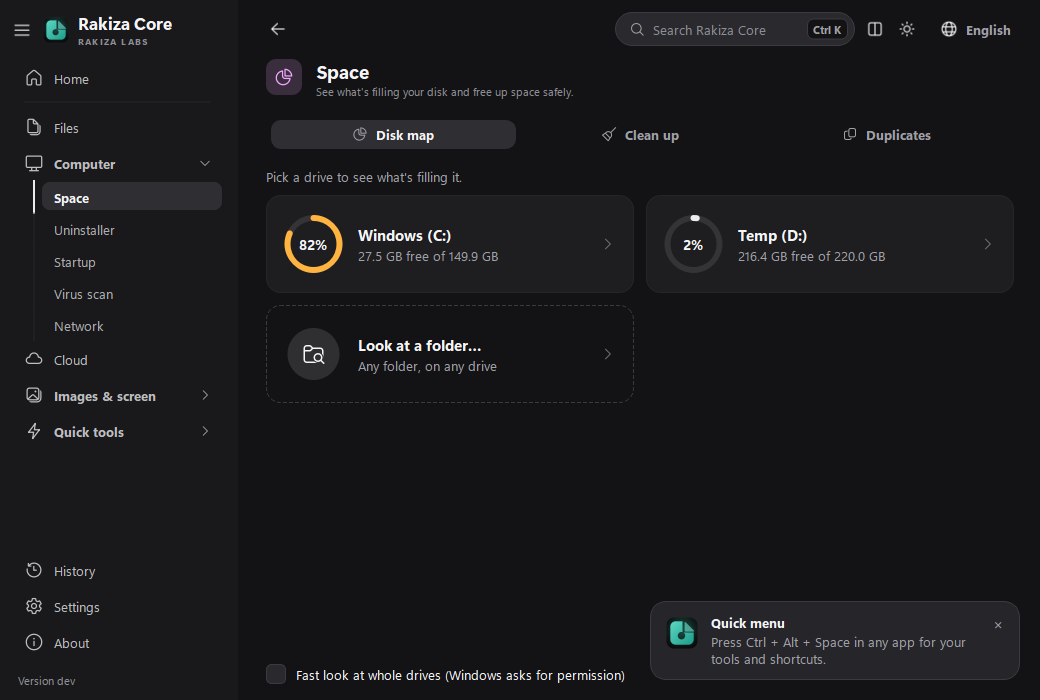 Rakiza Core
RAKIZA LABS
Home
Files
Computer
Space
Uninstaller
Startup
Virus scan
Network
Cloud
Images & screen
Quick tools
History
Settings
About
Version dev
Search Rakiza Core
Ctrl K
English
Space
See what's filling your disk and free up space safely.
Disk map
Clean up
Duplicates
Pick a drive to see what's filling it.
82%
Windows (C:)
27.5 GB free of 149.9 GB
2%
Temp (D:)
216.4 GB free of 220.0 GB
Look at a folder...
Any folder, on any drive
Fast look at whole drives (Windows asks for permission)
Quick menu
Press Ctrl + Alt + Space in any app for your
tools and shortcuts.